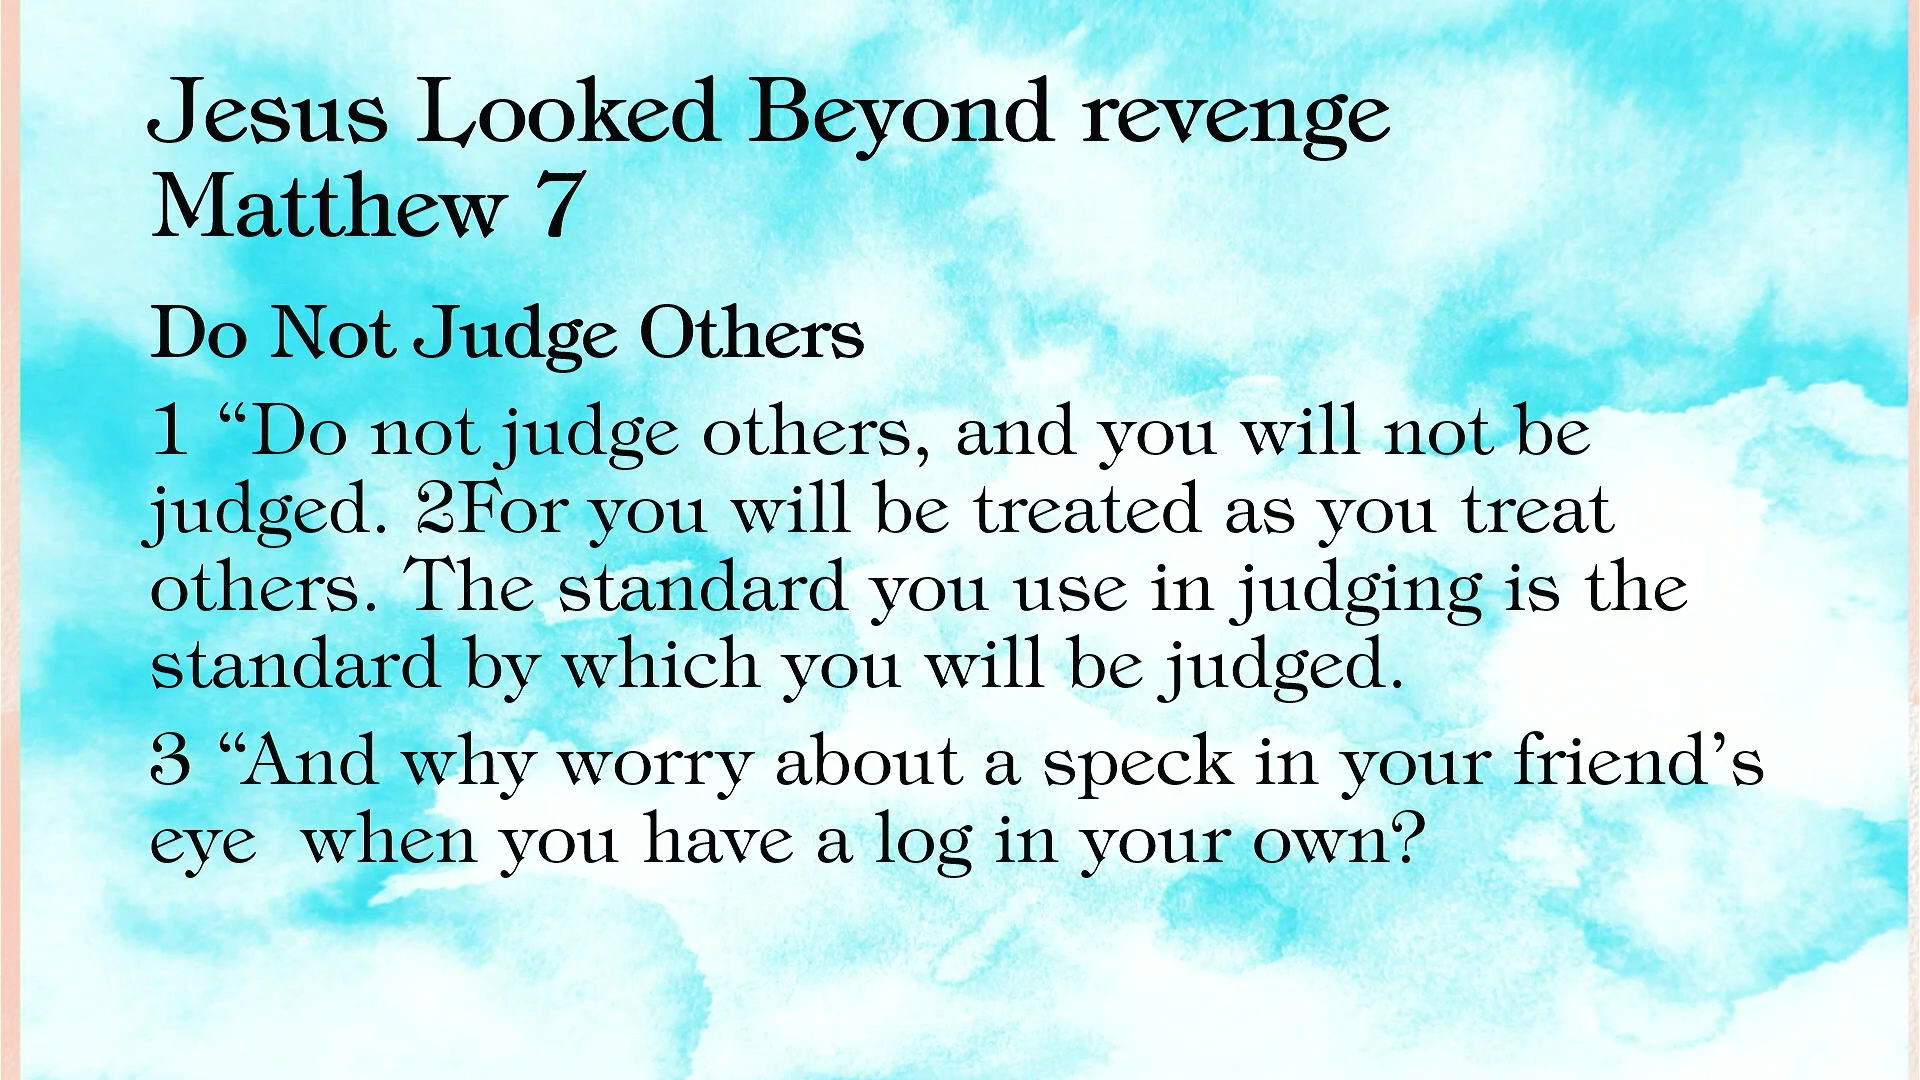 Jesus Looked Beyond revenge
Matthew 7
Do Not Judge Others
1 “Do not judge others, and you will not be
judged. 2For you will be treated as you treat
others. The standard you use in judging is the
standard by which you will be judged.
3 “And why worry about a speck in your friend’s
eye  when you have a log in your own?